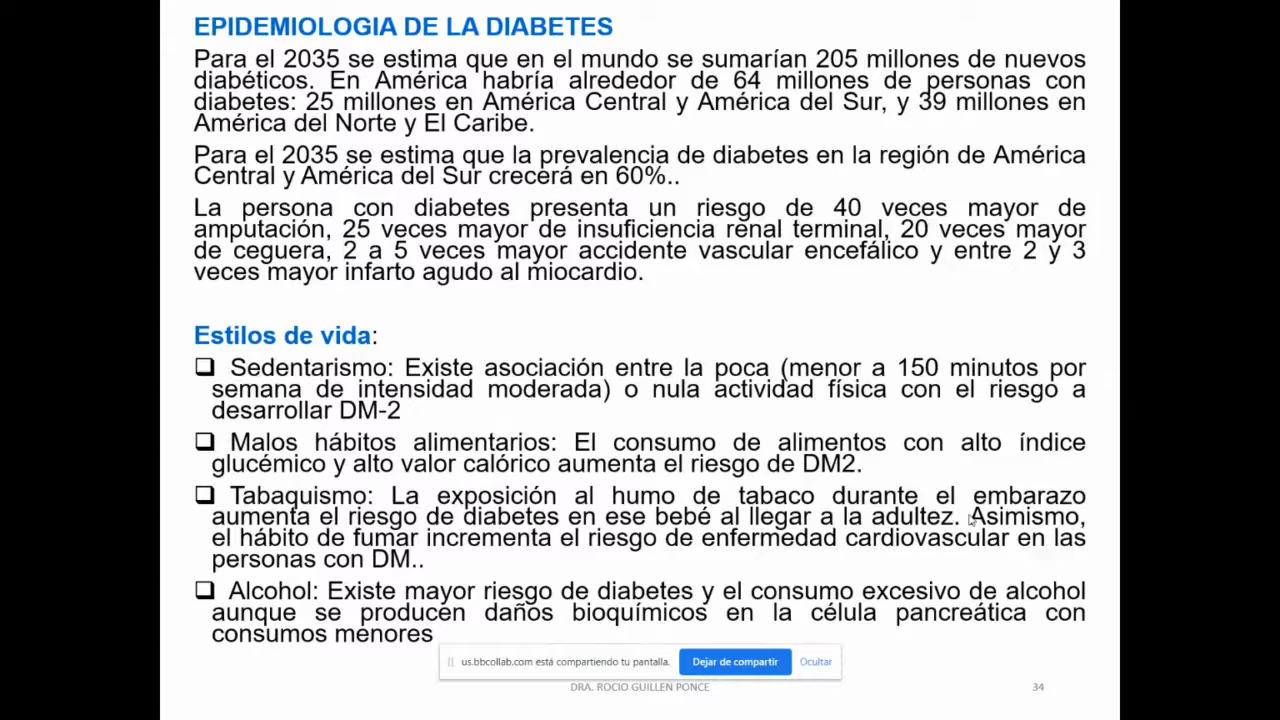 EPIDEMIOLOGIA DE LA DIABETES
Para el 2035 se estima que en el mundo se sumarían 205 millones de nuevos
diabéticos. En América habría alrededor de 64 millones de personas con
diabetes: 25 millones en América Central y América del Sur, y 39 millones en
América del Norte y El Caribe.
Para el 2035 se estima que la prevalencia de diabetes en la región de América
Central y América del Sur crecerá en 60%..
La persona con diabetes presenta un riesgo de 40 veces mayor de
amputación, 25 veces mayor de insuficiencia renal terminal, 20 veces mayor
de ceguera, 2 a 5 veces mayor accidente vascular encefálico y entre 2 y 3
veces mayor infarto agudo al miocardio.
Estilos de vida:
❑ Sedentarismo: Existe asociación entre la poca (menor a 150 minutos por
semana de intensidad moderada) o nula actividad física con el riesgo a
desarrollar DM-2
❑ Malos hábitos alimentarios: El consumo de alimentos con alto índice
glucémico y alto valor calórico aumenta el riesgo de DM2.
❑ Tabaquismo: La exposición al humo de tabaco durante el embarazo
aumenta el riesgo de diabetes en ese bebé al llegar a la adultez. Asimismo,
el hábito de fumar incrementa el riesgo de enfermedad cardiovascular en las
personas con DM..
❑ Alcohol: Existe mayor riesgo de diabetes y el consumo excesivo de alcohol
aunque se producen daños bioquímicos en la célula pancreática con
consumos menores
us.bbcollab.com está compartiendo tu pantalla. Dejar de compartir Ocultar
DRA. ROCIO GUILLEN PONCE 34